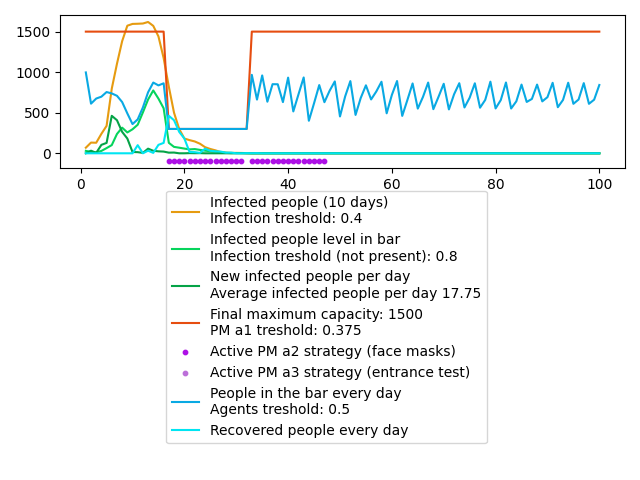 1500
1000
500
0
0 20 40 60 80 100
Infected people (10 days)
Infection treshold: 0.4
Infected people level in bar
Infection treshold (not present): 0.8
New infected people per day
Average infected people per day 17.75
Final maximum capacity: 1500
PM a1 treshold: 0.375
Active PM a2 strategy (face masks)
Active PM a3 strategy (entrance test)
People in the bar every day
Agents treshold: 0.5
Recovered people every day